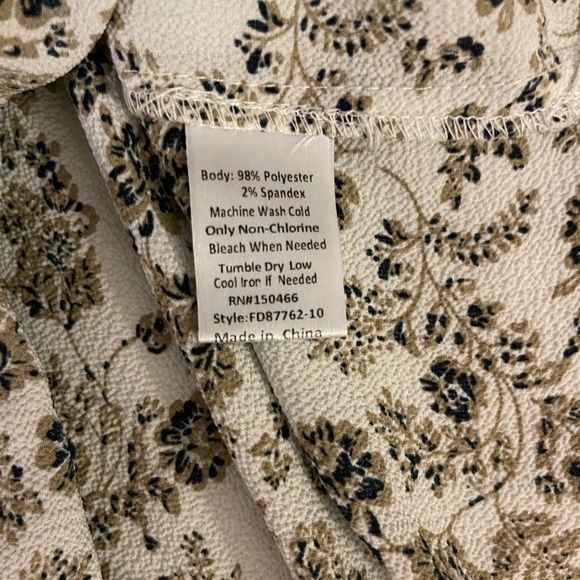 Body: 98% Polyester
2% Spandex
Machine Wash Cold
Only Non-Chlorine
Bleach When Needed
Tumble Dry Low
Cool Iron If Needed
RN#150466
Style:FD87762-10
Made in China